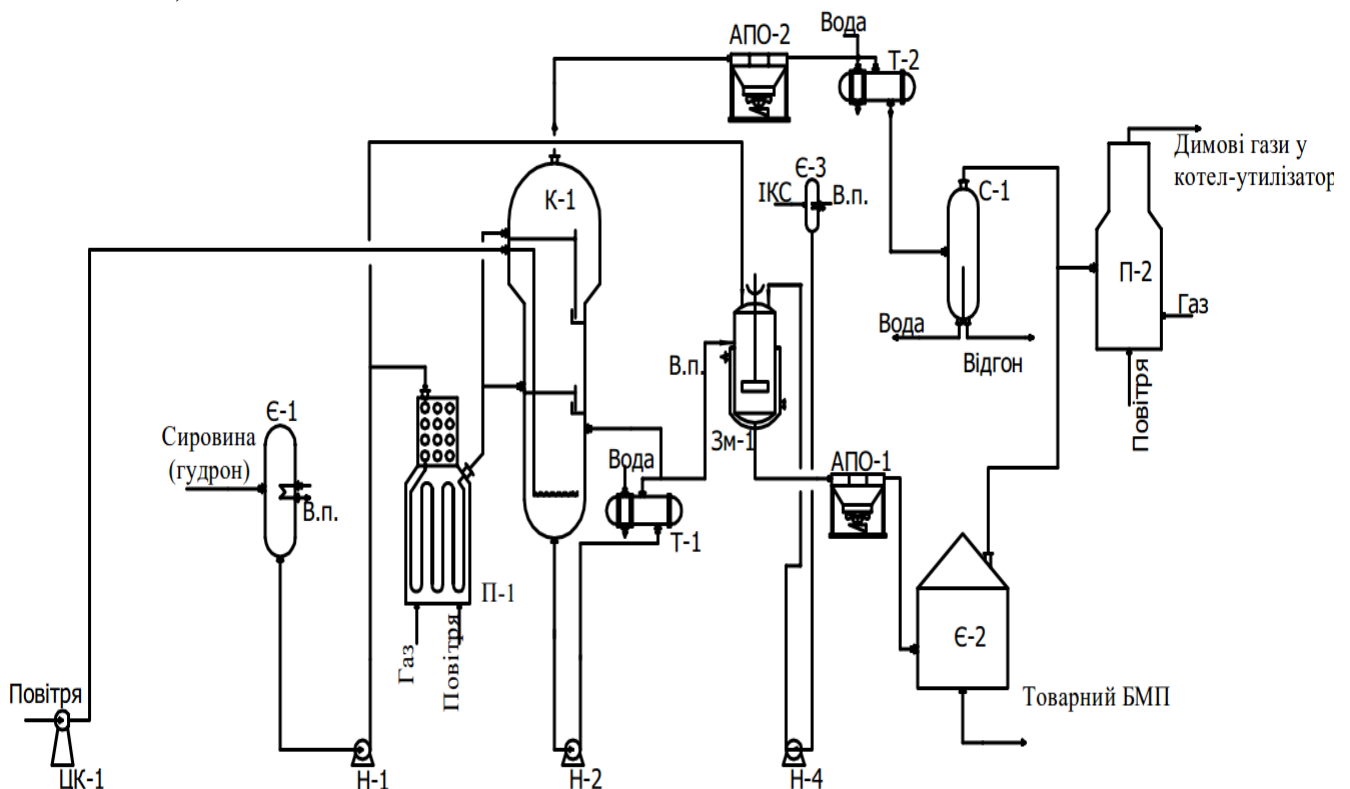 АПО-2
Вода
Т-2
Димові гази у
котел-утилізатор
К-1
Є-3
ІКС
В.п.
С-1
П-2
Газ
Вода
Відгон
Повітря
В.п.
Зм-1
Є-1
Сировина
(гудрон)
В.п.
Вода
Т-1
АПО-1
П-1
Газ
Повітря
Є-2
Товарний БМП
Повітря
ЦК-1
Н-1
Н-2
Н-4